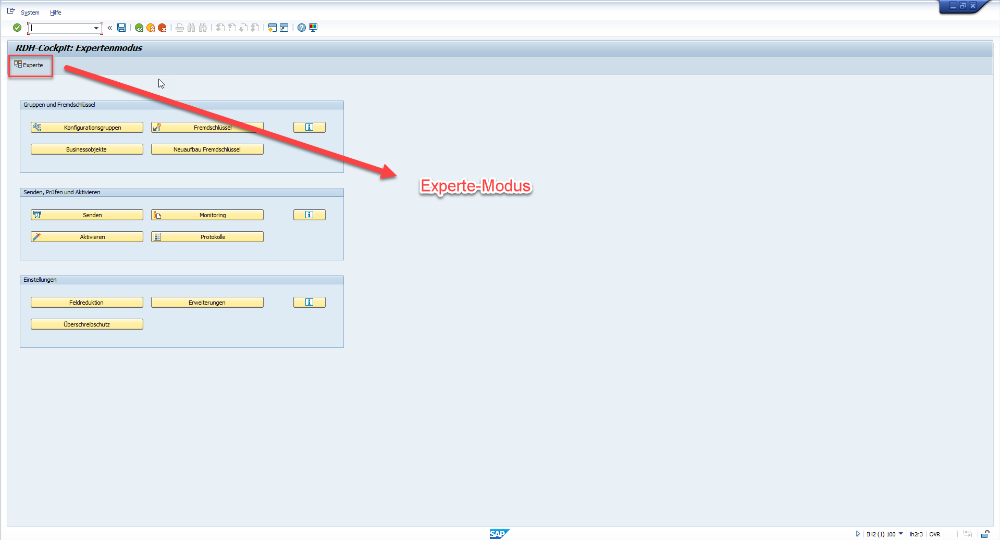 System Hilfe
RDH-Cockpit: Expertenmodus
Experte
Gruppen und Fremdschlüssel
Konfigurationsgruppen Fremdschlüssel
Businessobjekte Neuaufbau Fremdschlüssel
Experte-Modus
Senden, Prüfen und Aktivieren
Senden Monitoring
Aktivieren Protokolle
Einstellungen
Feldreduktion Erweiterungen
Überschreibschutz
SAP IH2 (1) 100 ih2r3 OVR